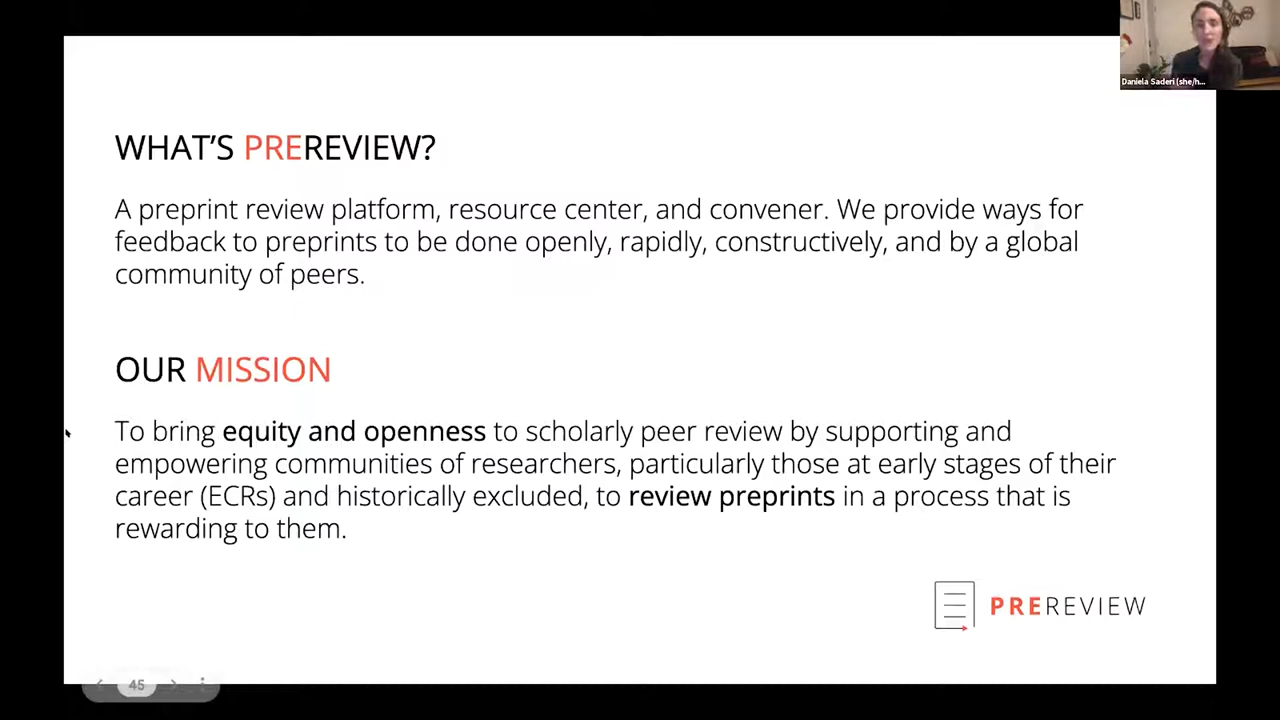 Daniela Saderi (she/h...
WHAT'S PREREVIEW?
A preprint review platform, resource center, and convener. We provide ways for
feedback to preprints to be done openly, rapidly, constructively, and by a global
community of peers.
OUR MISSION
To bring equity and openness to scholarly peer review by supporting and
empowering communities of researchers, particularly those at early stages of their
career (ECRs) and historically excluded, to review preprints in a process that is
rewarding to them.
PREREVIEW
45